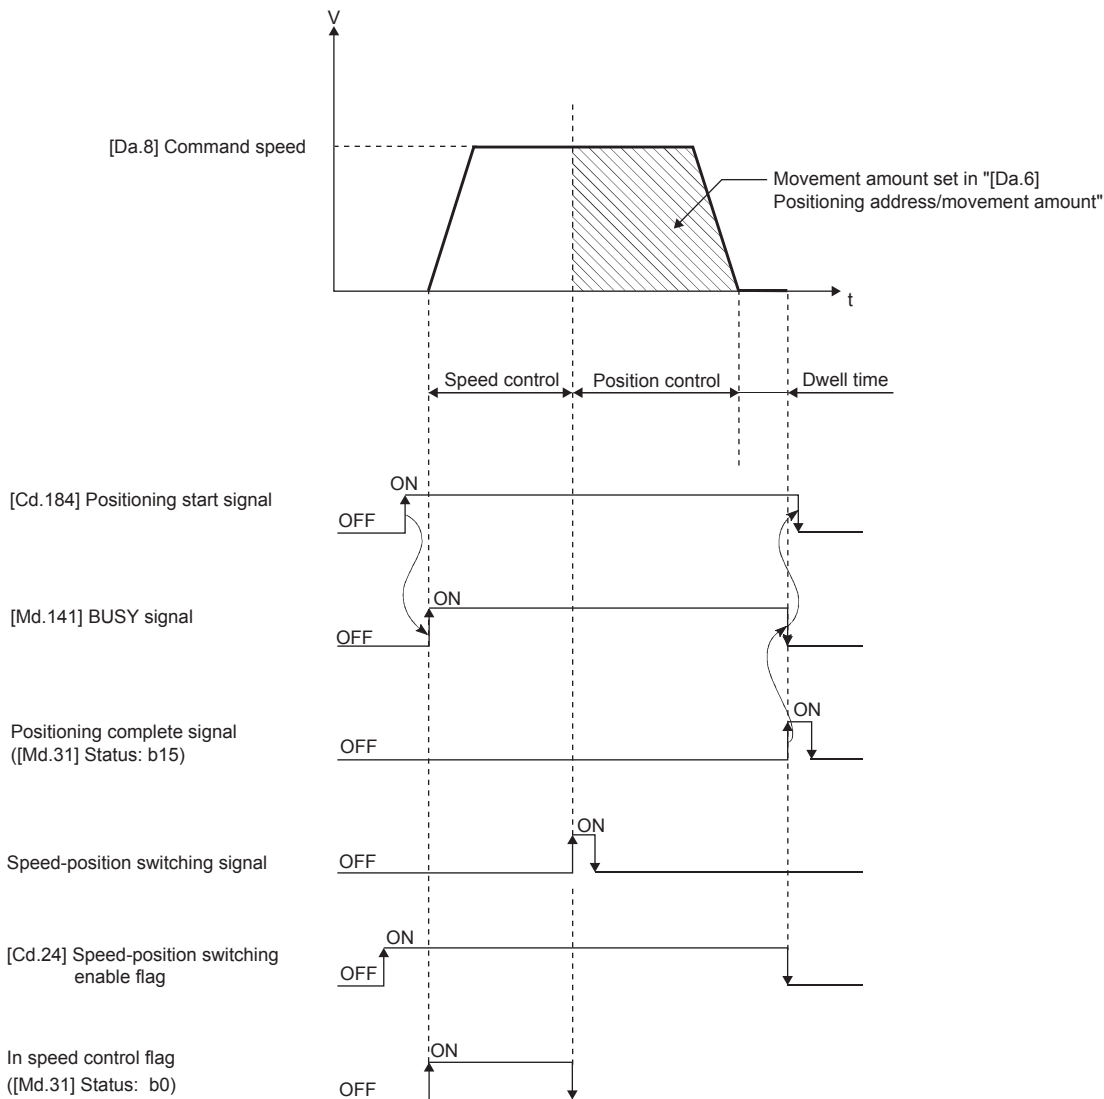 V
[Da.8] Command speed
Movement amount set in "[Da.6]
Positioning address/movement amount"
t
Speed control
Position control
Dwell time
ON
[Cd.184] Positioning start signal
OFF
ON
[Md.141] BUSY signal
OFF
ON
Positioning complete signal
([Md.31] Status: b15)
OFF
ON
Speed-position switching signal
OFF
ON
[Cd.24] Speed-position switching
enable flag
OFF
ON
In speed control flag
([Md.31] Status: b0)
OFF